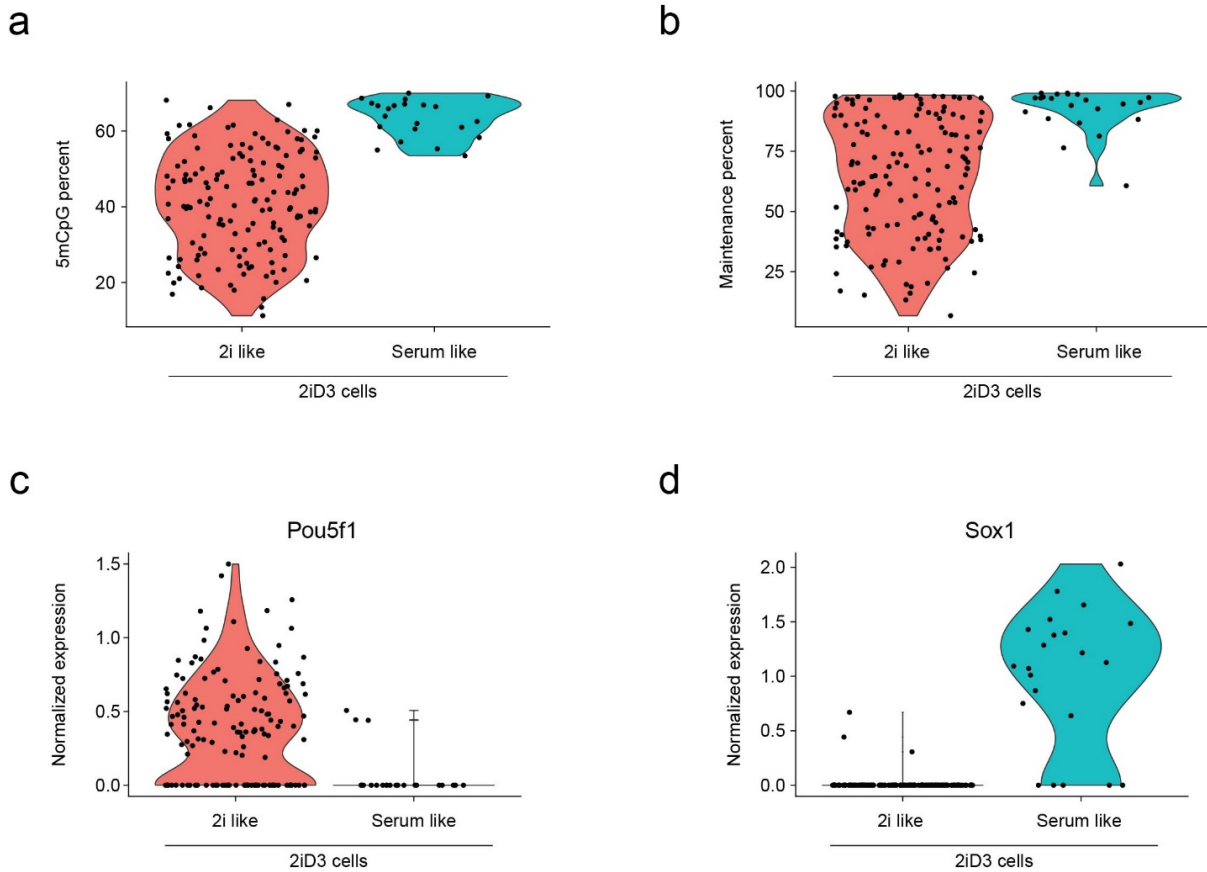 a
5mCpG percent
60
40
20
2i like
Serum like
2iD3 cells
b
Maintenance percent
100
75
50
25
2i like
Serum like
2iD3 cells
c
Pou5f1
Normalized expression
1.5
1.0
0.5
0.0
2i like
Serum like
2iD3 cells
d
Sox1
Normalized expression
2.0
1.5
1.0
0.5
0.0
2i like
Serum like
2iD3 cells